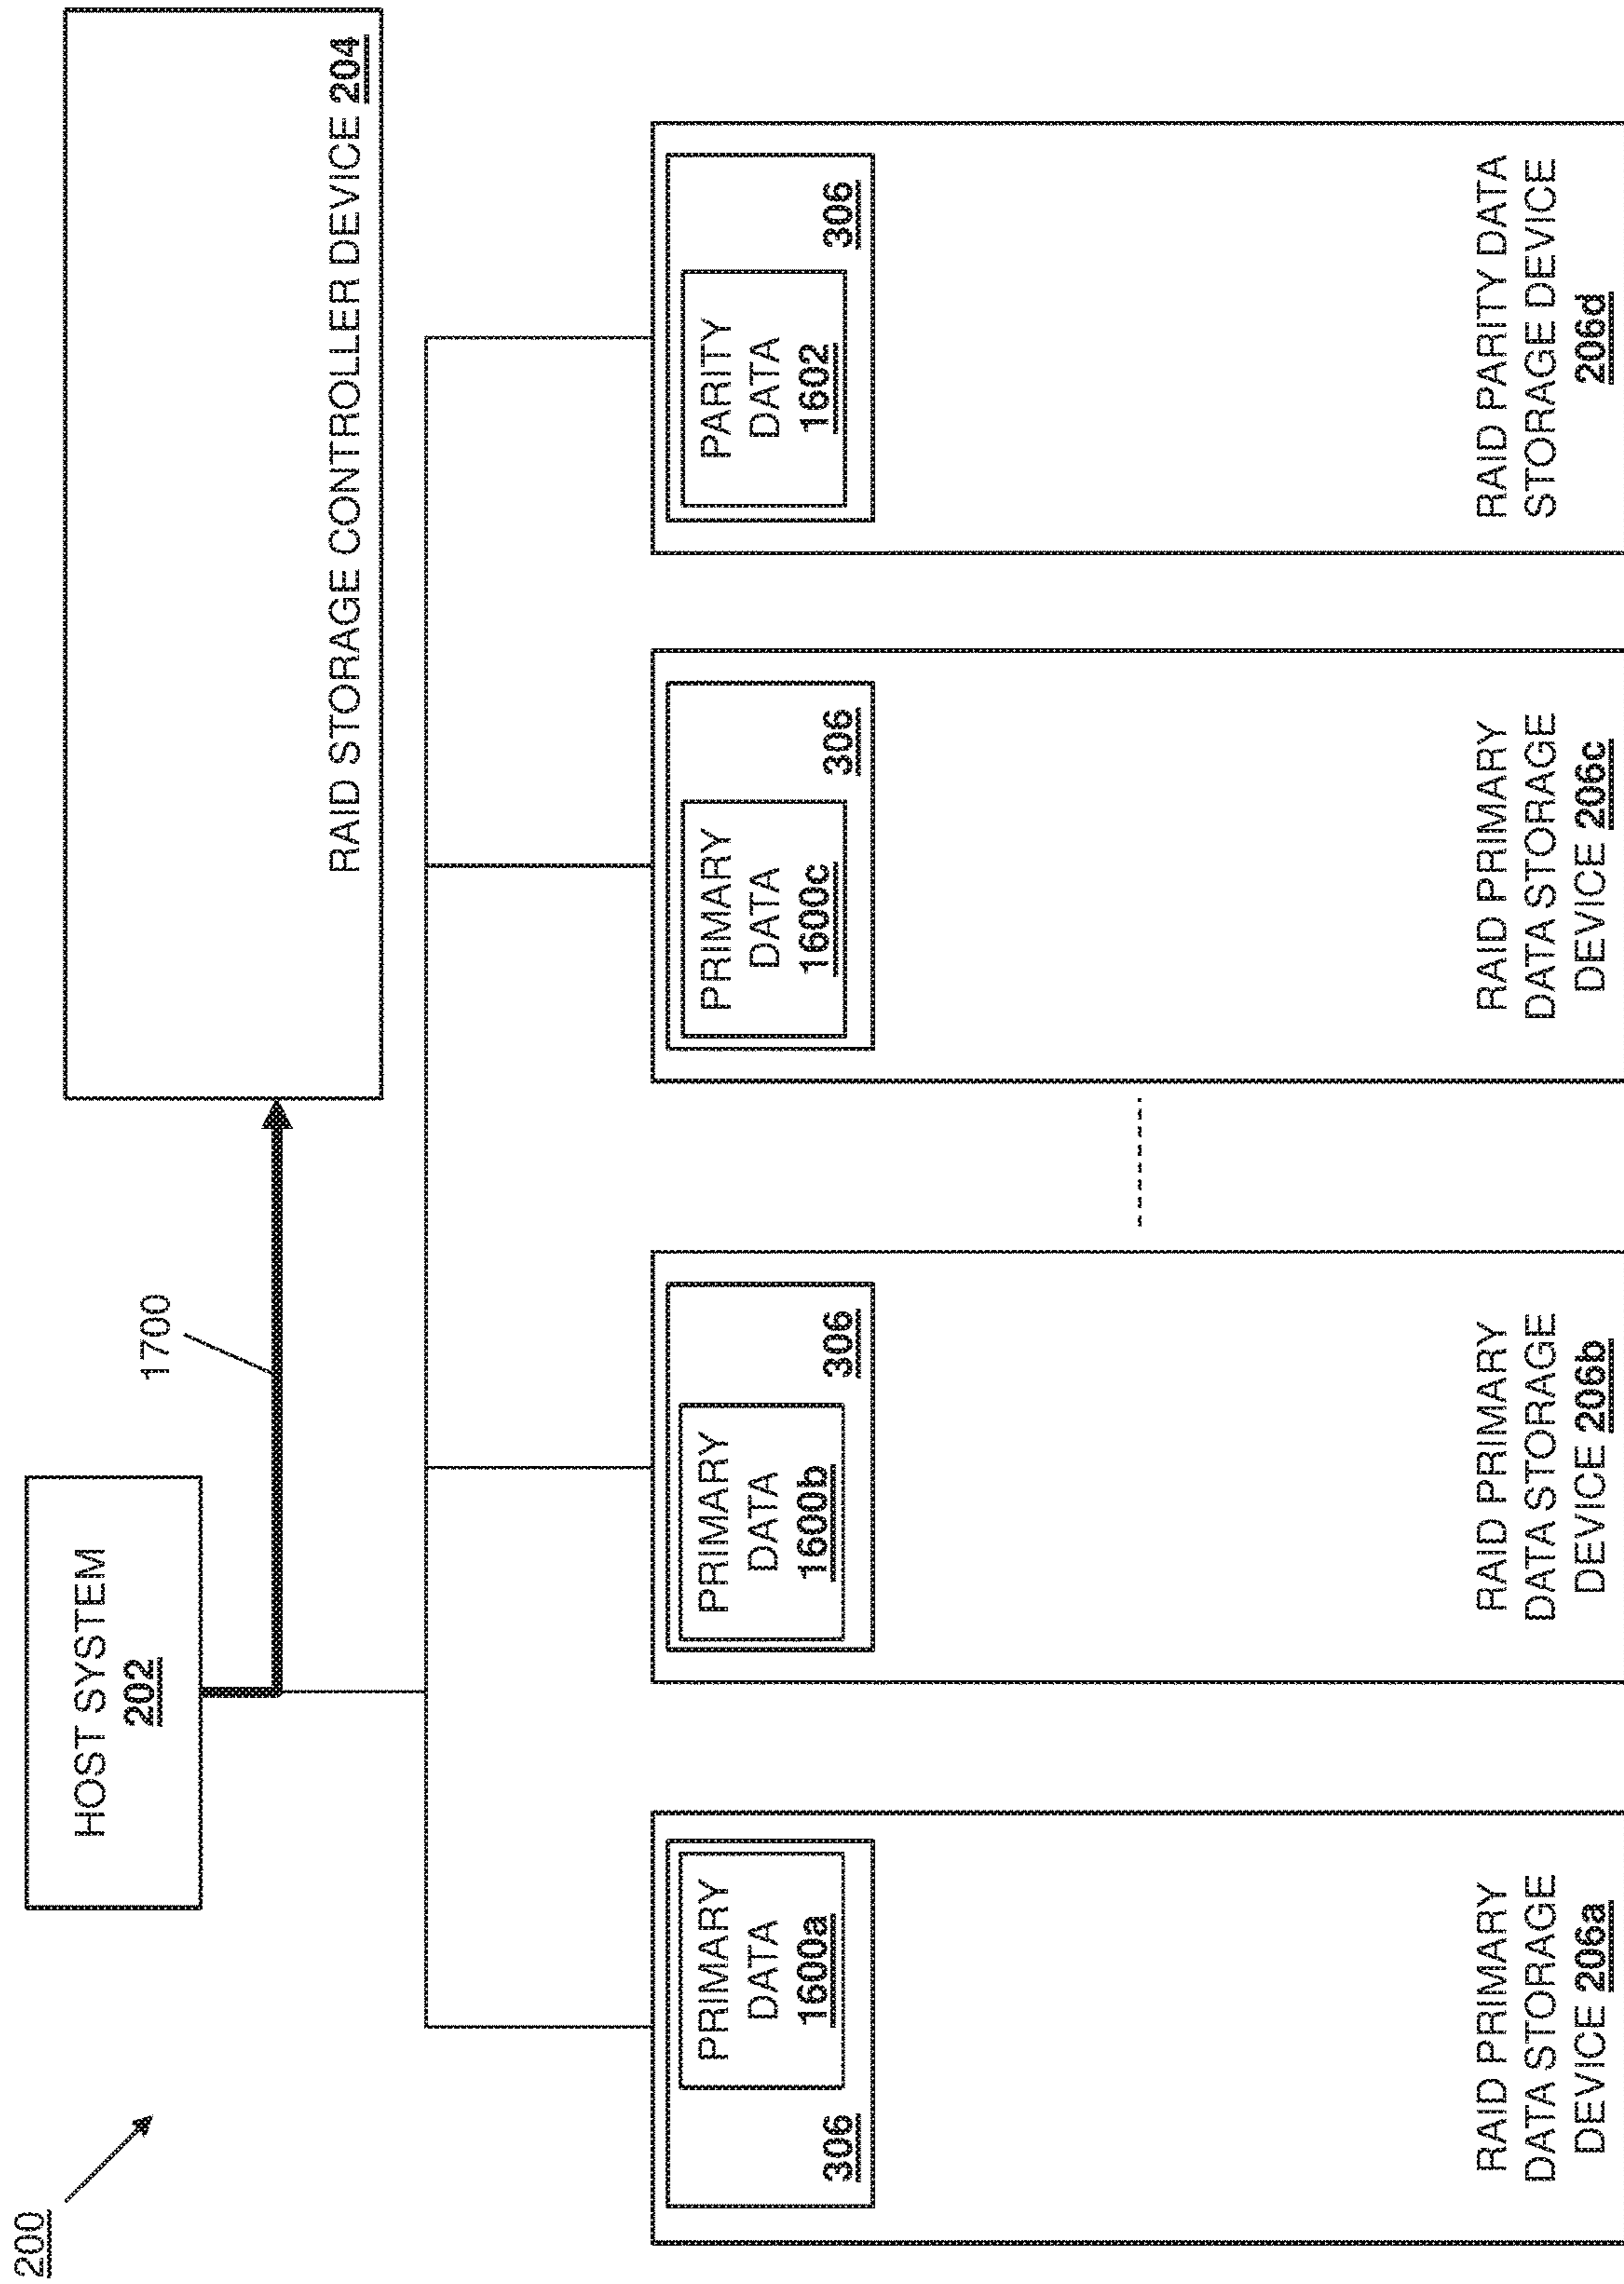 200
HOST SYSTEM
202
1700
RAID STORAGE CONTROLLER DEVICE 204
306
PRIMARY
DATA
1600a
RAID PRIMARY
DATA STORAGE
DEVICE 206a
PRIMARY
DATA
1600b
306
RAID PRIMARY
DATA STORAGE
DEVICE 206b
PRIMARY
DATA
1600c
306
RAID PRIMARY
DATA STORAGE
DEVICE 206c
PARITY
DATA
1602
306
RAID PARITY DATA
STORAGE DEVICE
206d